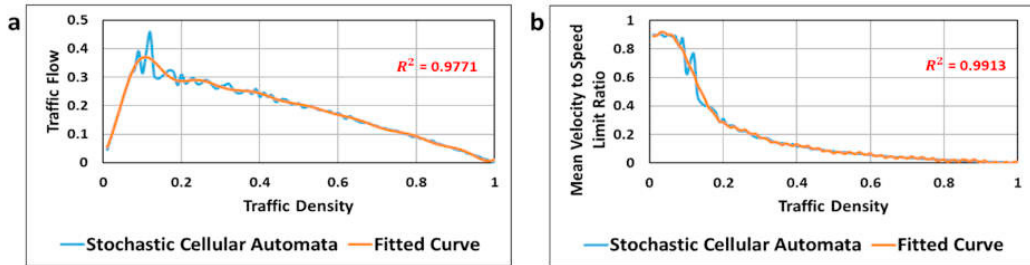 a
0.5
0.4
0.3
0.2
0.1
0
Traffic Flow
R² = 0.9771
0 0.2 0.4 0.6 0.8 1
Traffic Density
Stochastic Cellular Automata Fitted Curve
b
1
0.8
0.6
0.4
0.2
0
Mean Velocity to Speed
Limit Ratio
R² = 0.9913
0 0.2 0.4 0.6 0.8 1
Traffic Density
Stochastic Cellular Automata Fitted Curve